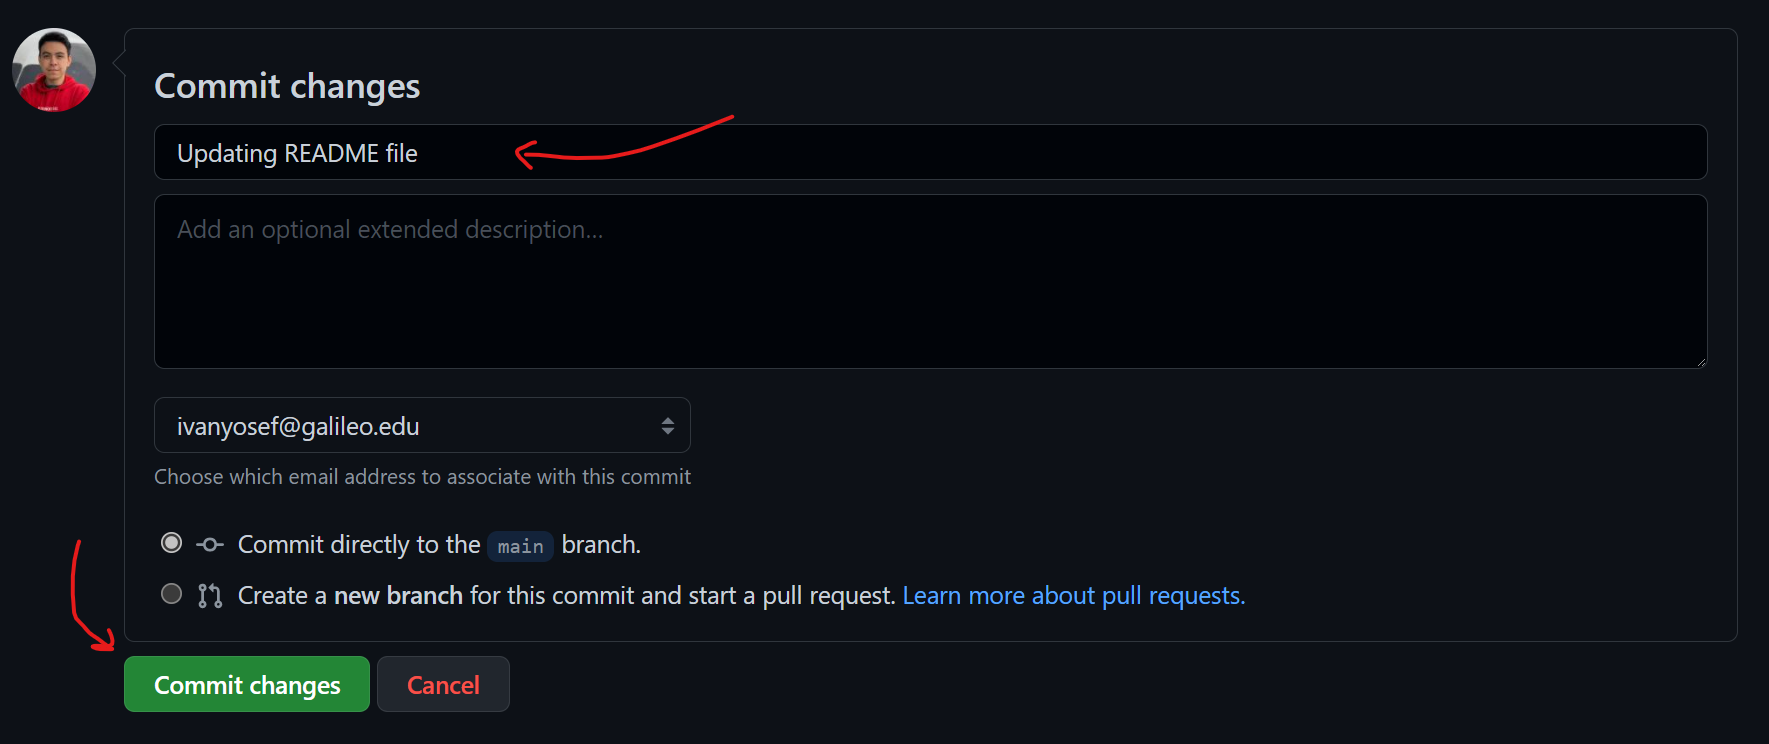 Commit changes
Updating README file
Add an optional extended description...
ivanyosef@galileo.edu
Choose which email address to associate with this commit
Commit directly to the main branch.
Create a new branch for this commit and start a pull request. Learn more about pull requests.
Commit changes
Cancel